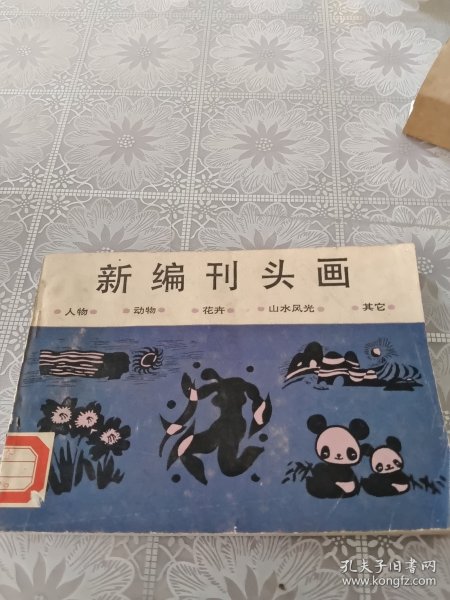 新编刊头画
人物 动物 花卉 山水风光 其它
孔夫子旧书网
www.kongfz.com